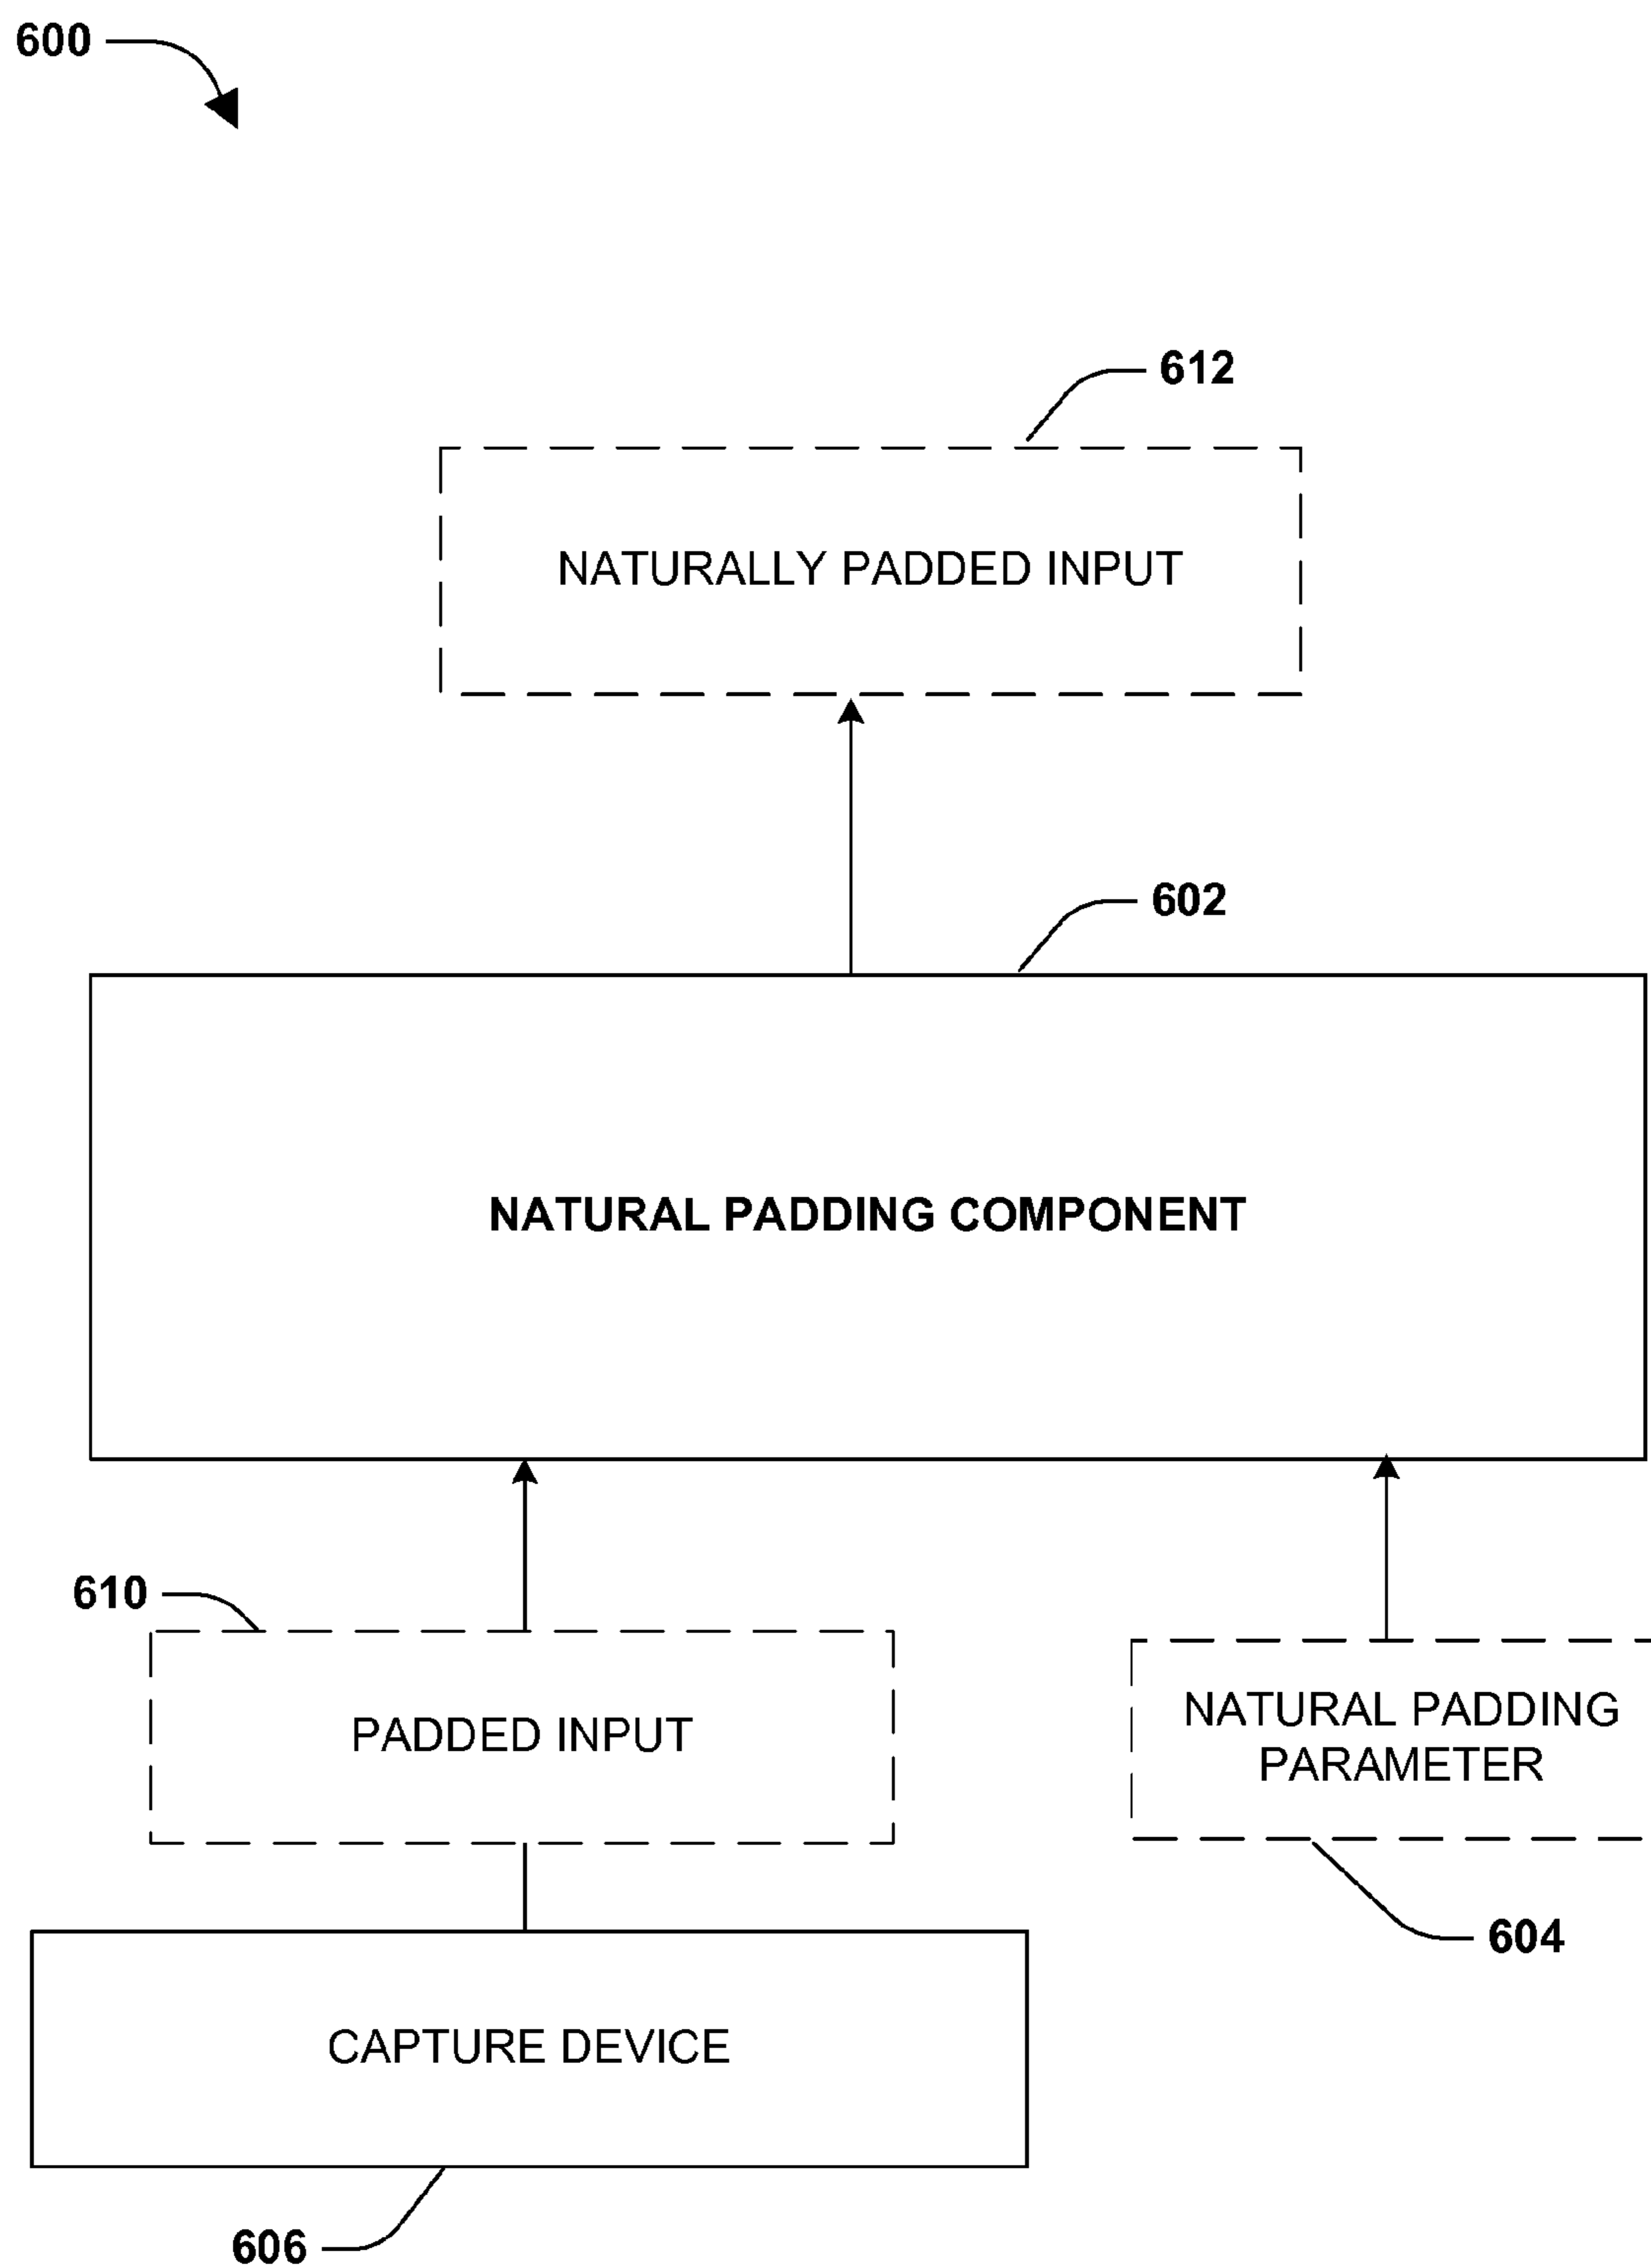 600
612
NATURALLY PADDED INPUT
602
NATURAL PADDING COMPONENT
610
PADDED INPUT
NATURAL PADDING
PARAMETER
604
CAPTURE DEVICE
606